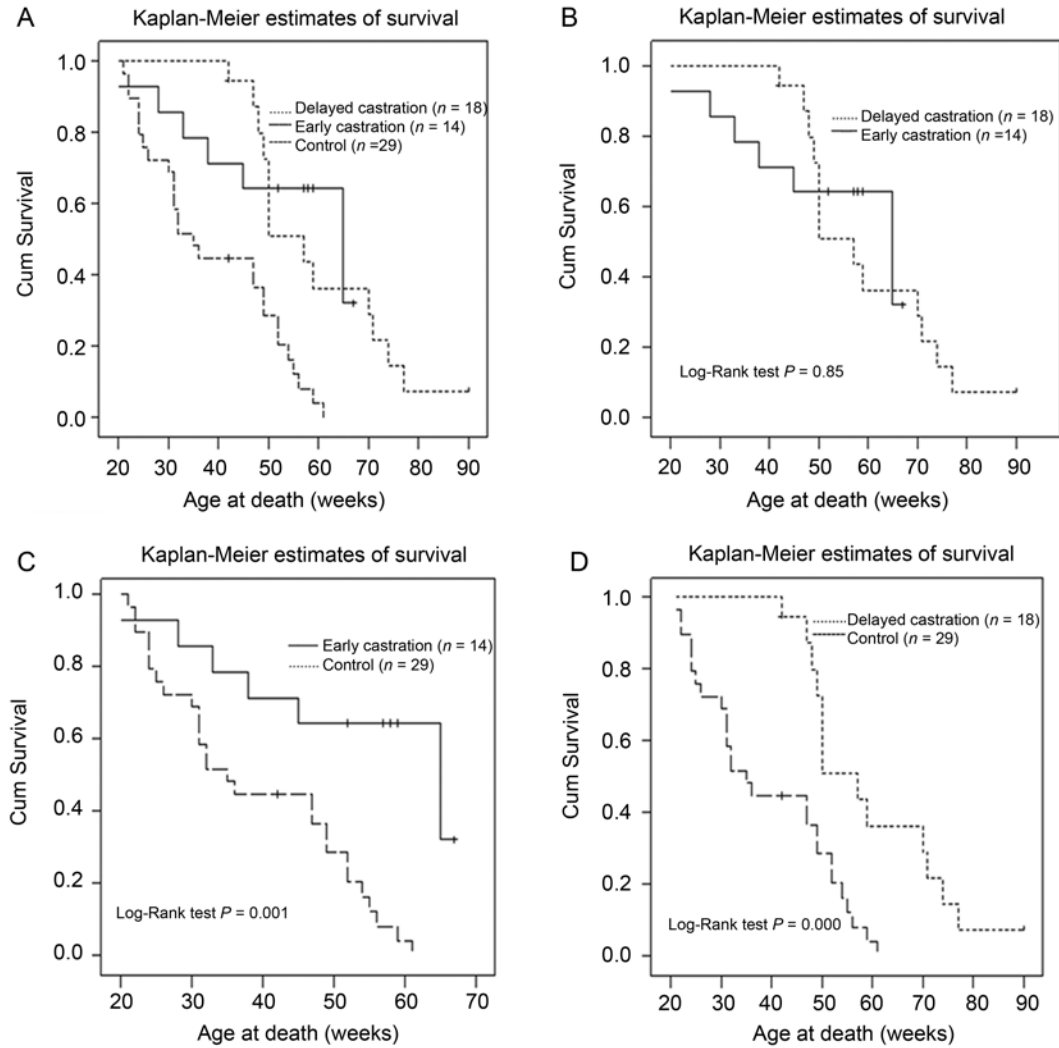 A
Kaplan-Meier estimates of survival
1.0
0.8
0.6
0.4
0.2
0.0
Cum Survival
Delayed castration (n = 18)
Early castration (n = 14)
Control (n =29)
20 30 40 50 60 70 80 90
Age at death (weeks)
B
Kaplan-Meier estimates of survival
1.0
0.8
0.6
0.4
0.2
0.0
Cum Survival
Delayed castration (n = 18)
Early castration (n =14)
Log-Rank test P = 0.85
20 30 40 50 60 70 80 90
Age at death (weeks)
C
Kaplan-Meier estimates of survival
1.0
0.8
0.6
0.4
0.2
0.0
Cum Survival
Early castration (n = 14)
Control (n = 29)
Log-Rank test P = 0.001
20 30 40 50 60 70
Age at death (weeks)
D
Kaplan-Meier estimates of survival
1.0
0.8
0.6
0.4
0.2
0.0
Cum Survival
Delayed castration (n = 18)
Control (n = 29)
Log-Rank test P = 0.000
20 30 40 50 60 70 80 90
Age at death (weeks)